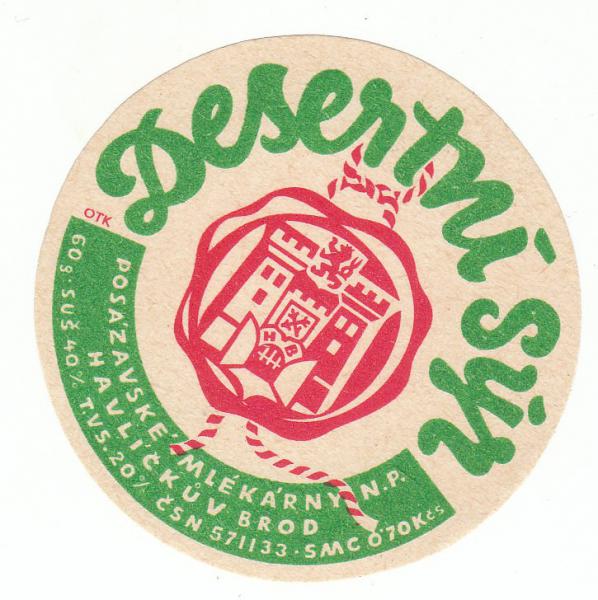 Desertní sýr
OTK
POSÁZAVSKÉ MLÉKÁRNY N.P.
HAVLÍČKŮV BROD
60g · SUŠ 40% T.V.S. 20% ČSN 571133 · SMC 0'70 Kčs
H B